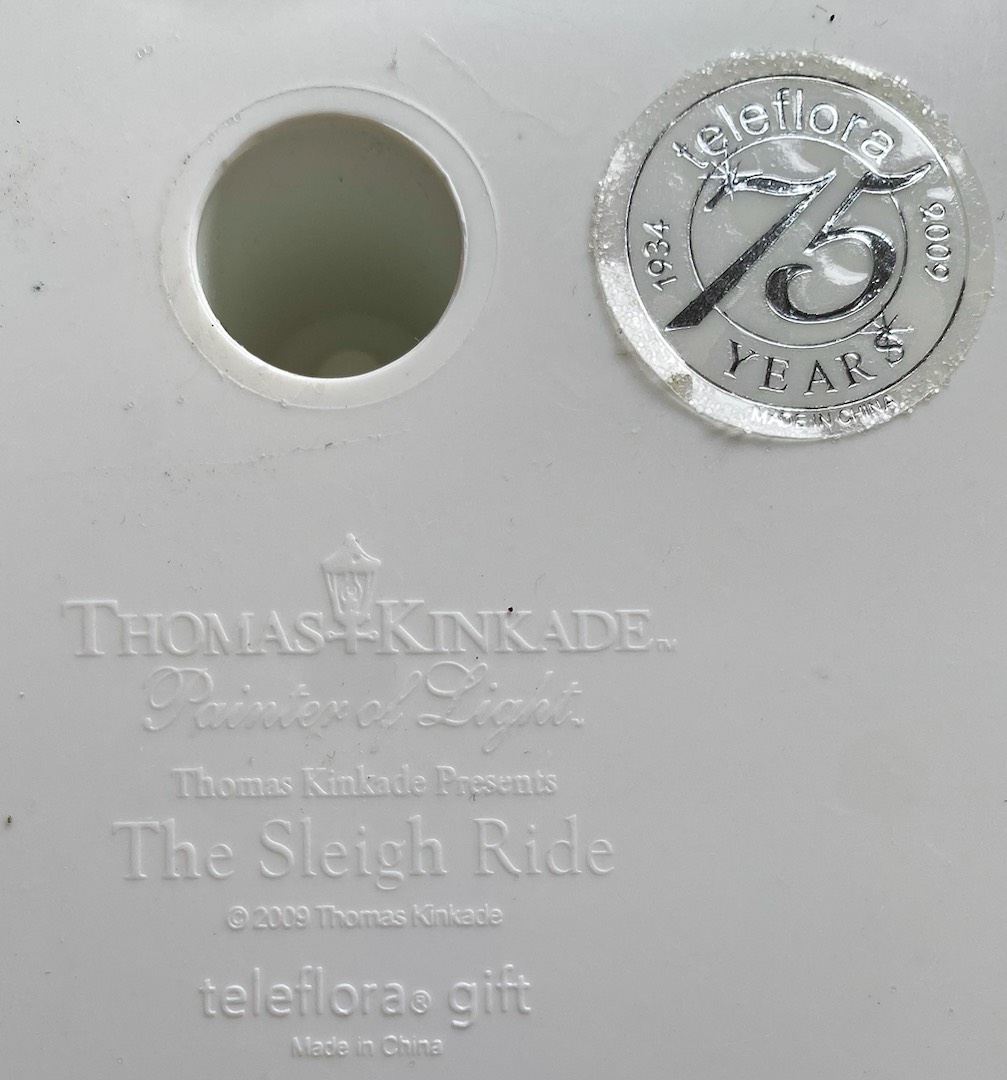 teleflora
75
1934
2009
YEARS
MADE IN CHINA
THOMAS KINKADE™
Painter of Light™
Thomas Kinkade Presents
The Sleigh Ride
© 2009 Thomas Kinkade
teleflora® gift
Made in China